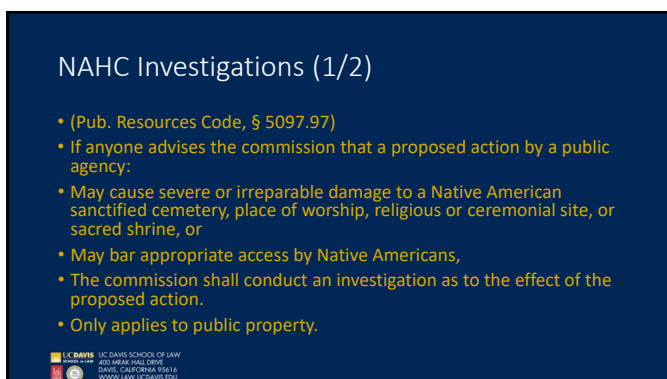 NAHC Investigations (1/2)
• (Pub. Resources Code, § 5097.97)
• If anyone advises the commission that a proposed action by a public
agency:
• May cause severe or irreparable damage to a Native American
sanctified cemetery, place of worship, religious or ceremonial site, or
sacred shrine, or
• May bar appropriate access by Native Americans,
• The commission shall conduct an investigation as to the effect of the
proposed action.
• Only applies to public property.
UCDAVIS
SCHOOL OF LAW
UC DAVIS SCHOOL OF LAW
400 MRAK HALL DRIVE
DAVIS, CALIFORNIA 95616
WWW.LAW.UCDAVIS.EDU